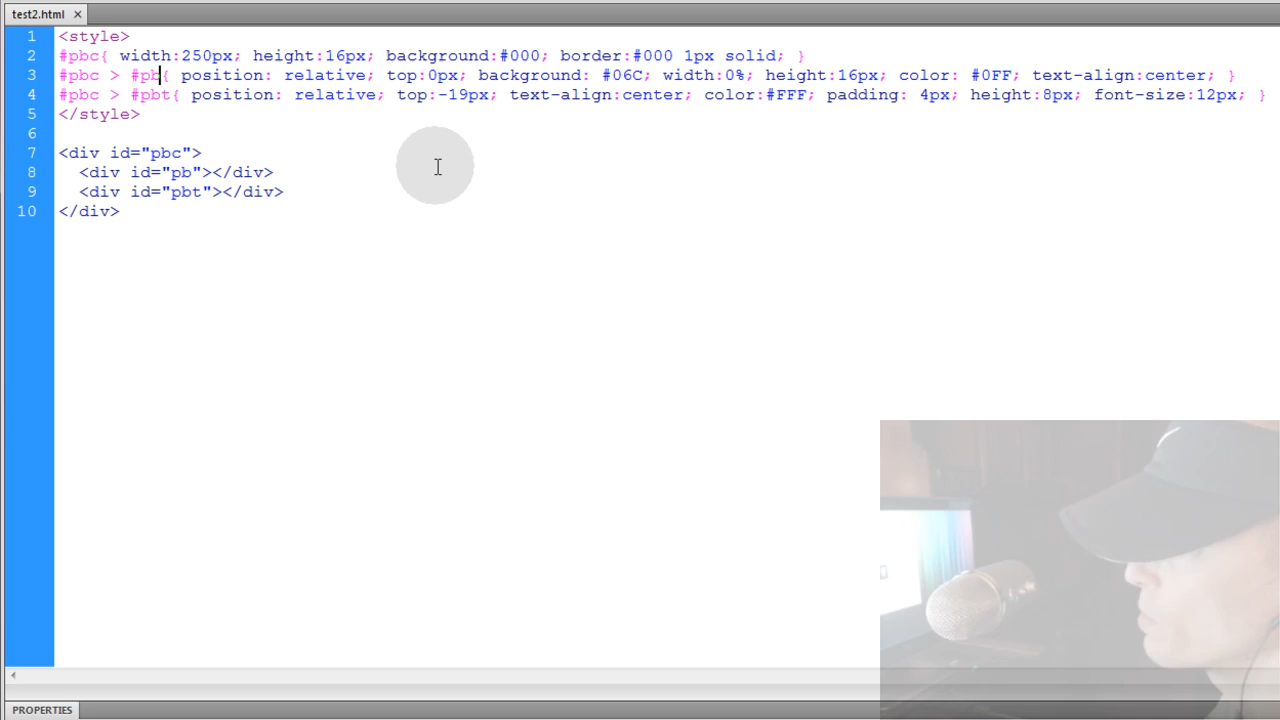 test2.html ×
1 <style>
2 #pbc{ width:250px; height:16px; background:#000; border:#000 1px solid; }
3 #pbc > #pb{ position: relative; top:0px; background: #06C; width:0%; height:16px; color: #0FF; text-align:center; }
4 #pbc > #pbt{ position: relative; top:-19px; text-align:center; color:#FFF; padding: 4px; height:8px; font-size:12px; }
5 </style>
6
7 <div id="pbc">
8   <div id="pb"></div>
9   <div id="pbt"></div>
10 </div>
PROPERTIES